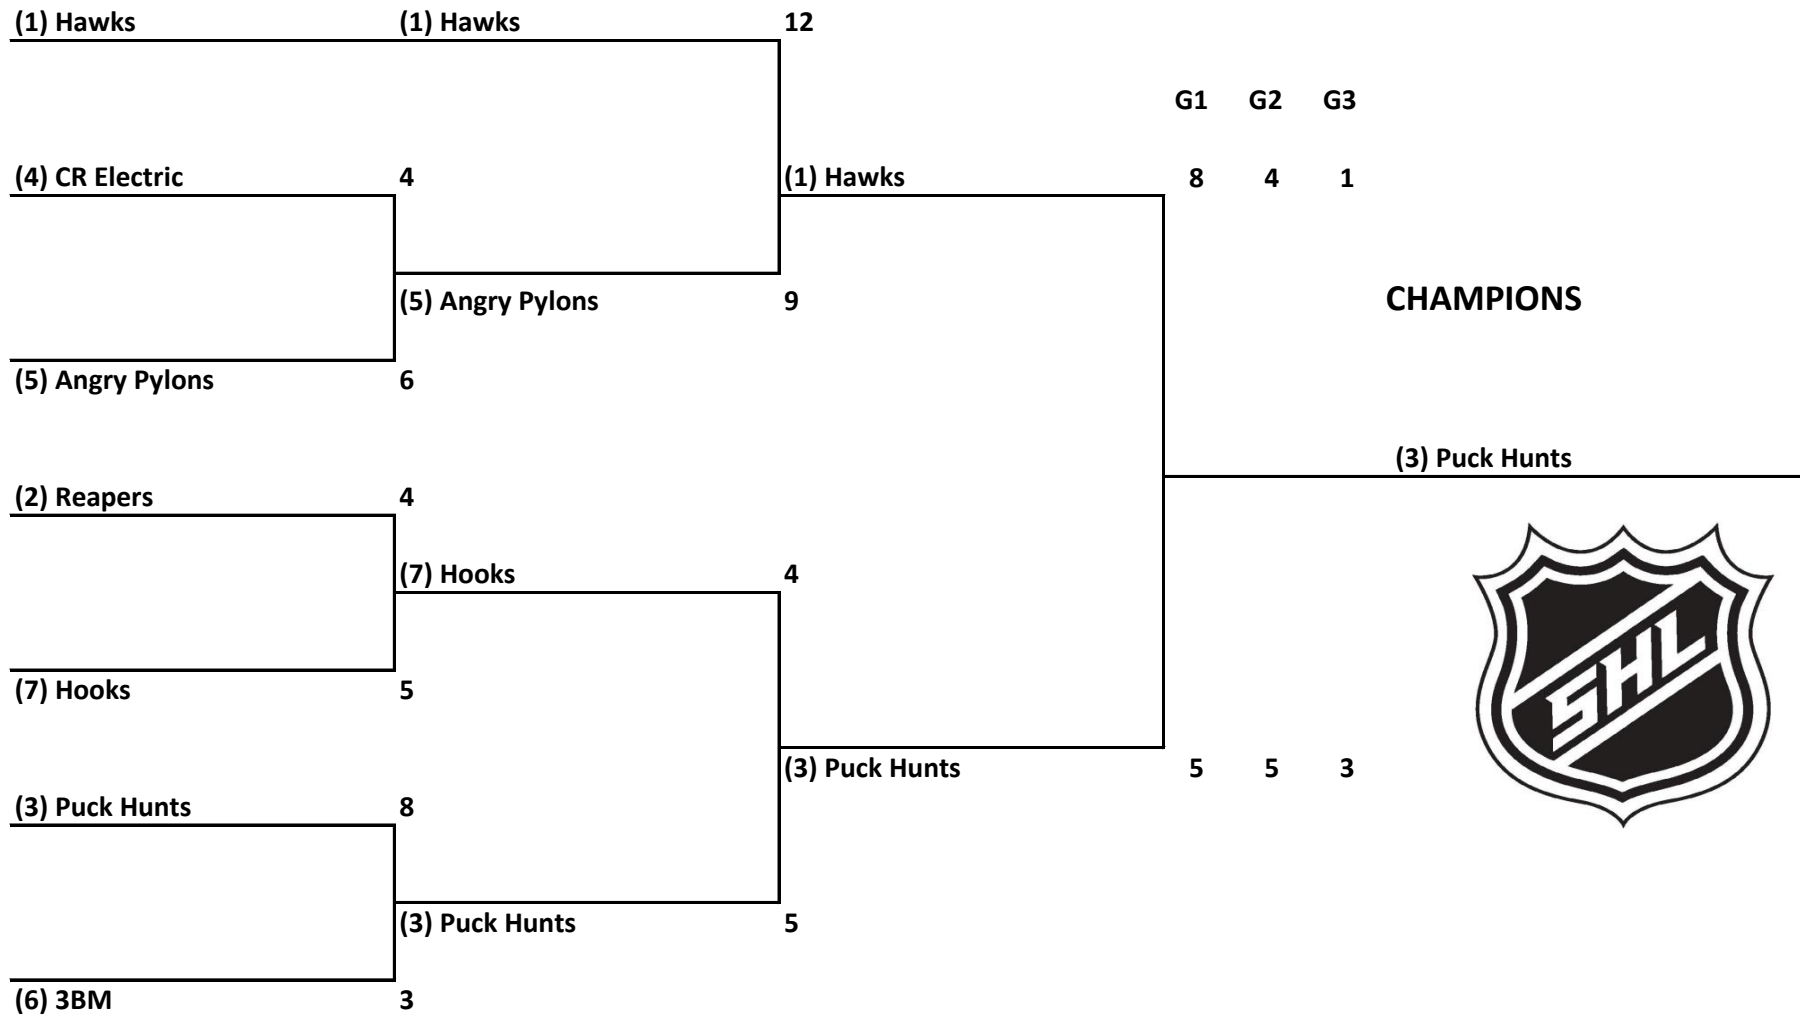 (1) Hawks (1) Hawks 12
G1 G2 G3
(4) CR Electric 4 (1) Hawks 8 4 1
(5) Angry Pylons 9 CHAMPIONS
(5) Angry Pylons 6
(3) Puck Hunts
(2) Reapers 4
(7) Hooks 4
SHL
(7) Hooks 5
(3) Puck Hunts 5 5 3
(3) Puck Hunts 8
(3) Puck Hunts 5
(6) 3BM 3